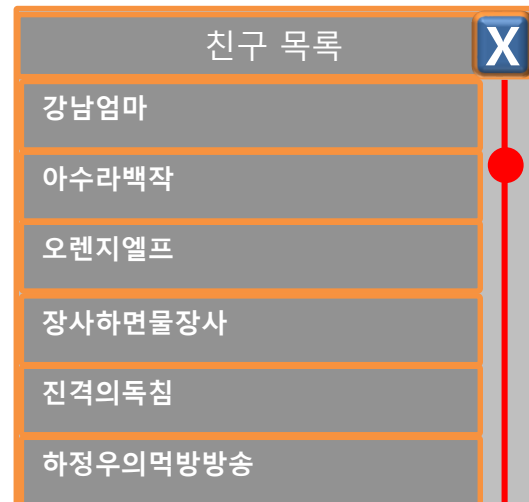 친구 목록
X
강남엄마
아수라백작
오렌지엘프
장사하면물장사
진격의독침
하정우의먹방방송